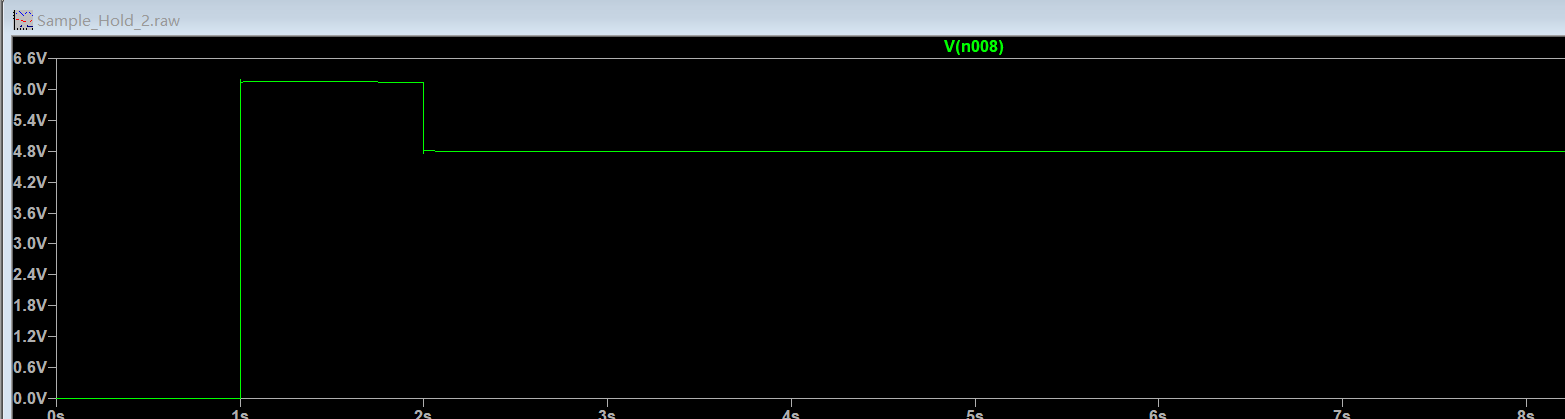 Sample_Hold_2.raw
V(n008)
6.6V
6.0V
5.4V
4.8V
4.2V
3.6V
3.0V
2.4V
1.8V
1.2V
0.6V
0.0V
0s 1s 2s 3s 4s 5s 6s 7s 8s